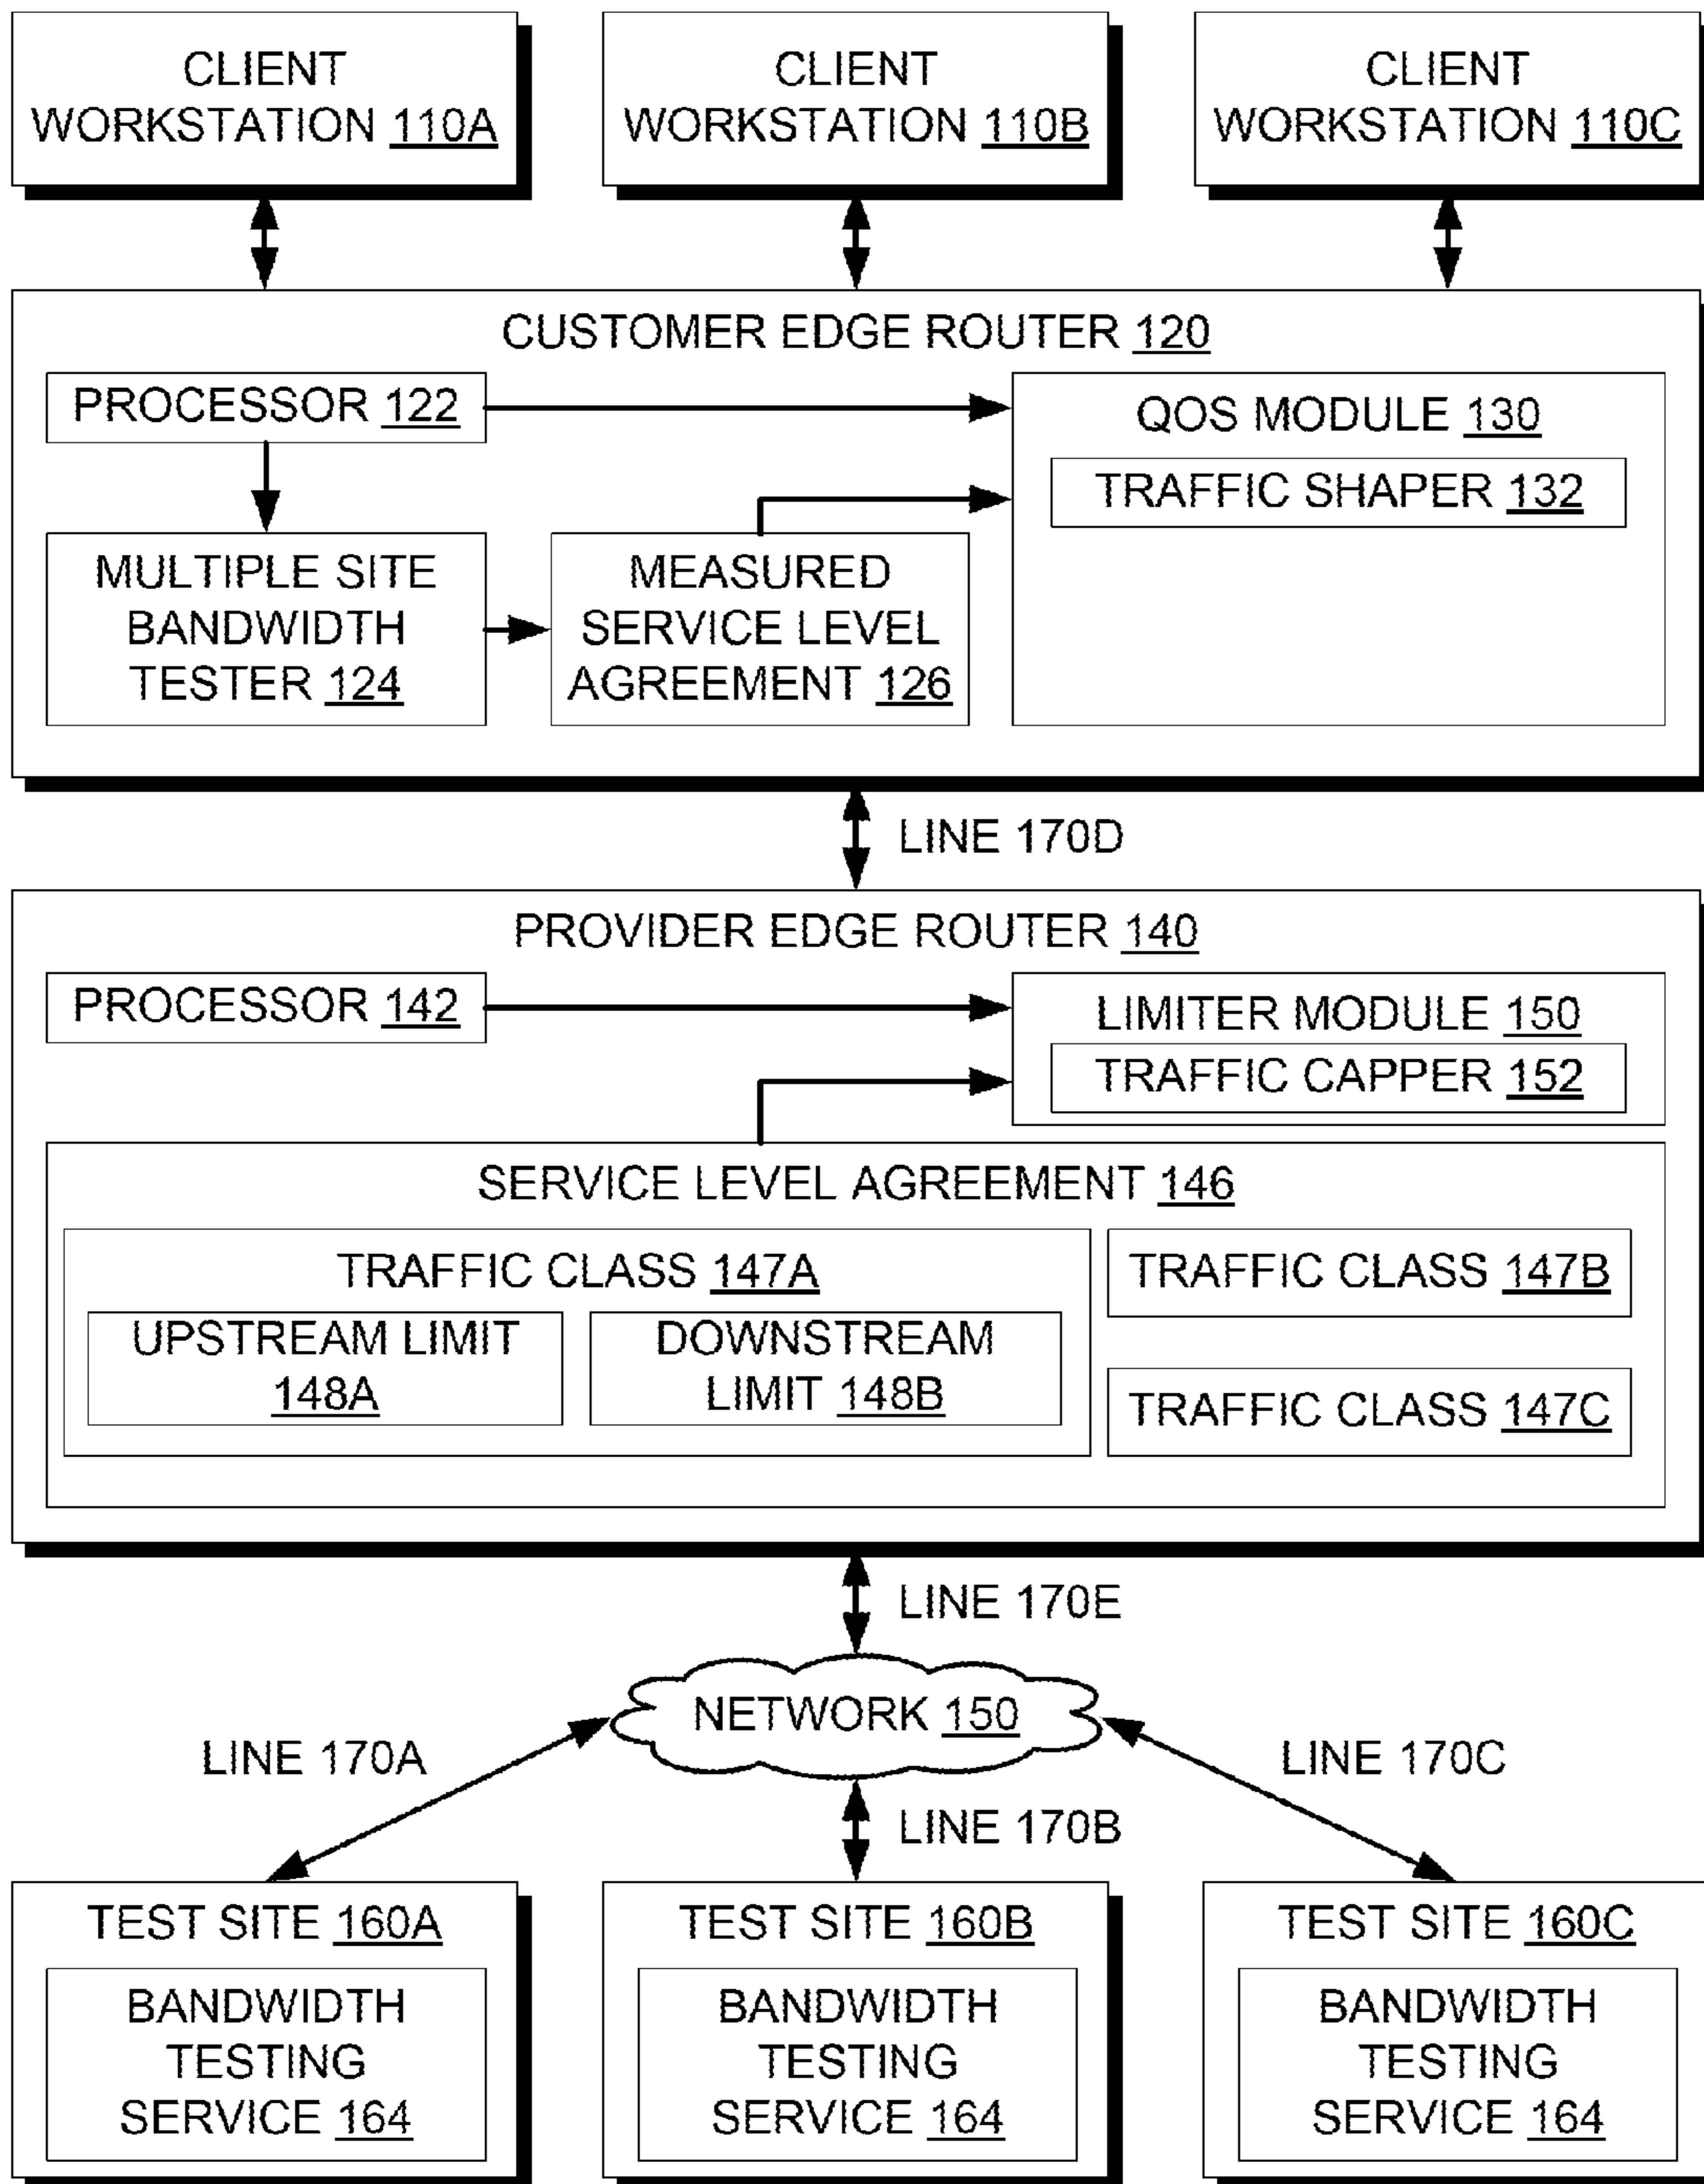 CLIENT
WORKSTATION 110A
CLIENT
WORKSTATION 110B
CLIENT
WORKSTATION 110C
CUSTOMER EDGE ROUTER 120
PROCESSOR 122
QOS MODULE 130
TRAFFIC SHAPER 132
MULTIPLE SITE
BANDWIDTH
TESTER 124
MEASURED
SERVICE LEVEL
AGREEMENT 126
LINE 170D
PROVIDER EDGE ROUTER 140
PROCESSOR 142
LIMITER MODULE 150
TRAFFIC CAPPER 152
SERVICE LEVEL AGREEMENT 146
TRAFFIC CLASS 147A
UPSTREAM LIMIT
148A
DOWNSTREAM
LIMIT 148B
TRAFFIC CLASS 147B
TRAFFIC CLASS 147C
LINE 170E
NETWORK 150
LINE 170A
LINE 170B
LINE 170C
TEST SITE 160A
BANDWIDTH
TESTING
SERVICE 164
TEST SITE 160B
BANDWIDTH
TESTING
SERVICE 164
TEST SITE 160C
BANDWIDTH
TESTING
SERVICE 164